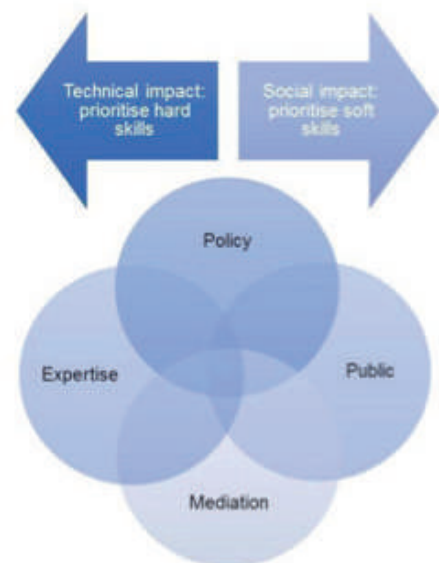 Technical impact:
prioritise hard
skills
Social impact:
prioritise soft
skills
Policy
Expertise
Public
Mediation